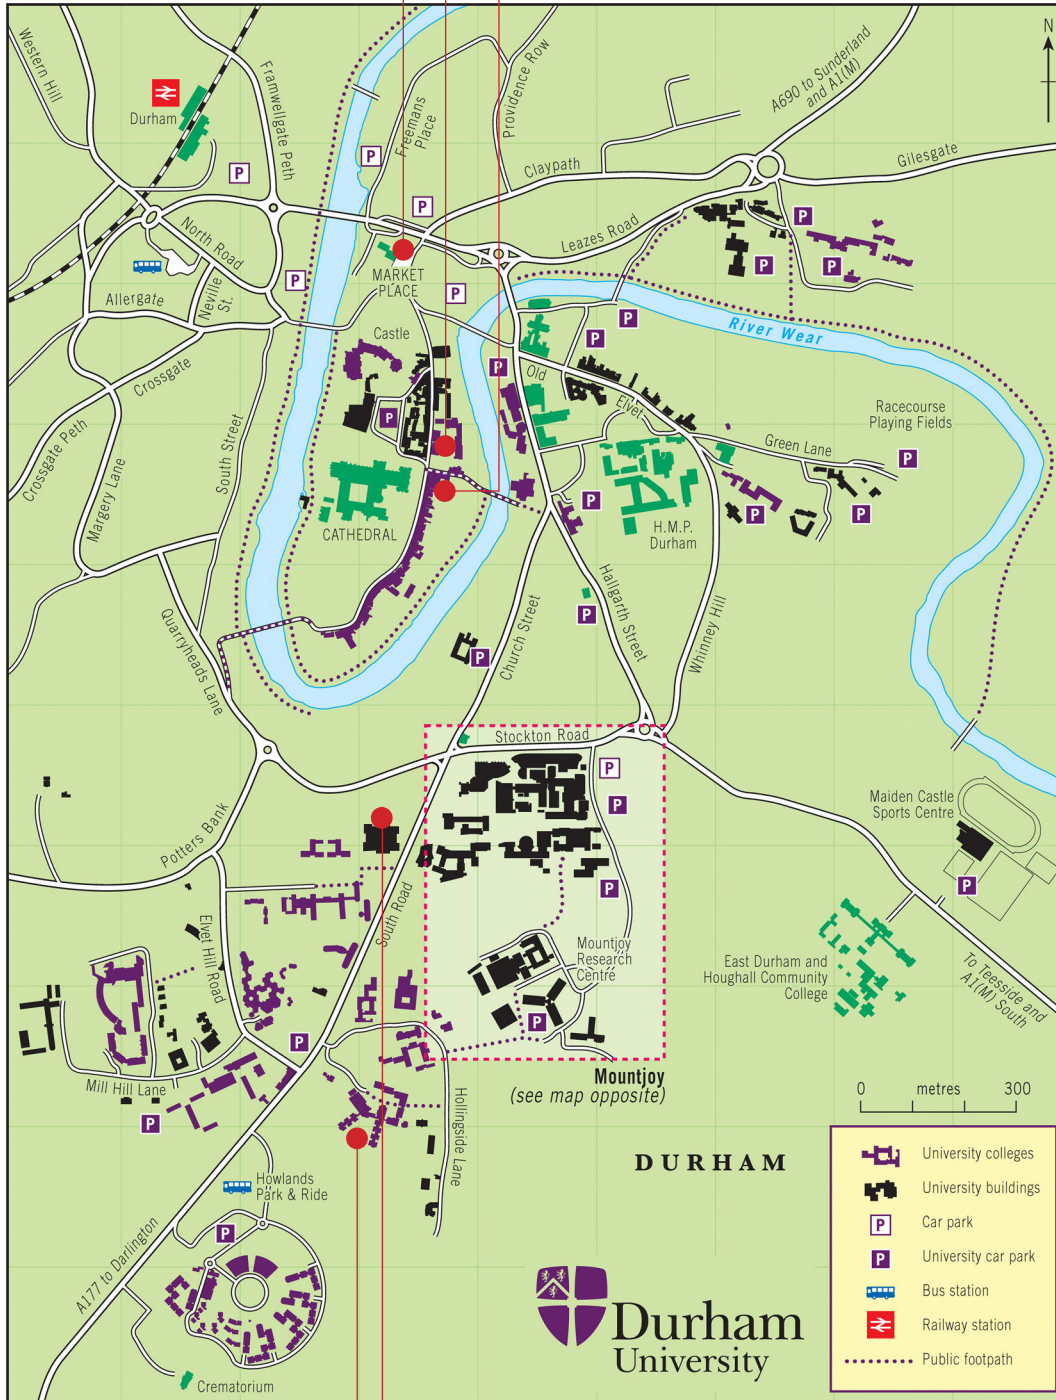 N
Western Hill
Durham
Framwellgate Peth
P
P
P
Freemans
Place
Providence Row
A690 to Sunderland
and A1(M)
Claypath
Gilesgate
Leazes Road
P
P
P
North Road
Allergate
Neville
St.
P
MARKET
PLACE
P
Castle
P
P
River Wear
P
Old
Elvet
Crossgate
Crossgate Peth
Margery Lane
South Street
P
CATHEDRAL
P
H.M.P.
Durham
Green Lane
Racecourse
Playing Fields
P
P
P
Quarryheads Lane
Church Street
Hallgarth Street
P
P
Whinney Hill
Stockton Road
P
P
P
Potters Bank
South Road
Elvet Hill Road
Mountjoy
Research
Centre
P
Maiden Castle
Sports Centre
P
East Durham and
Houghall Community
College
To Teesside and
A1(M) South
P
Mill Hill Lane
P
Mountjoy
(see map opposite)
Hollingside Lane
0 metres 300
DURHAM
Howlands
Park & Ride
P
A177 to Darlington
Crematorium
Durham
University
University colleges
University buildings
P Car park
P University car park
Bus station
Railway station
Public footpath